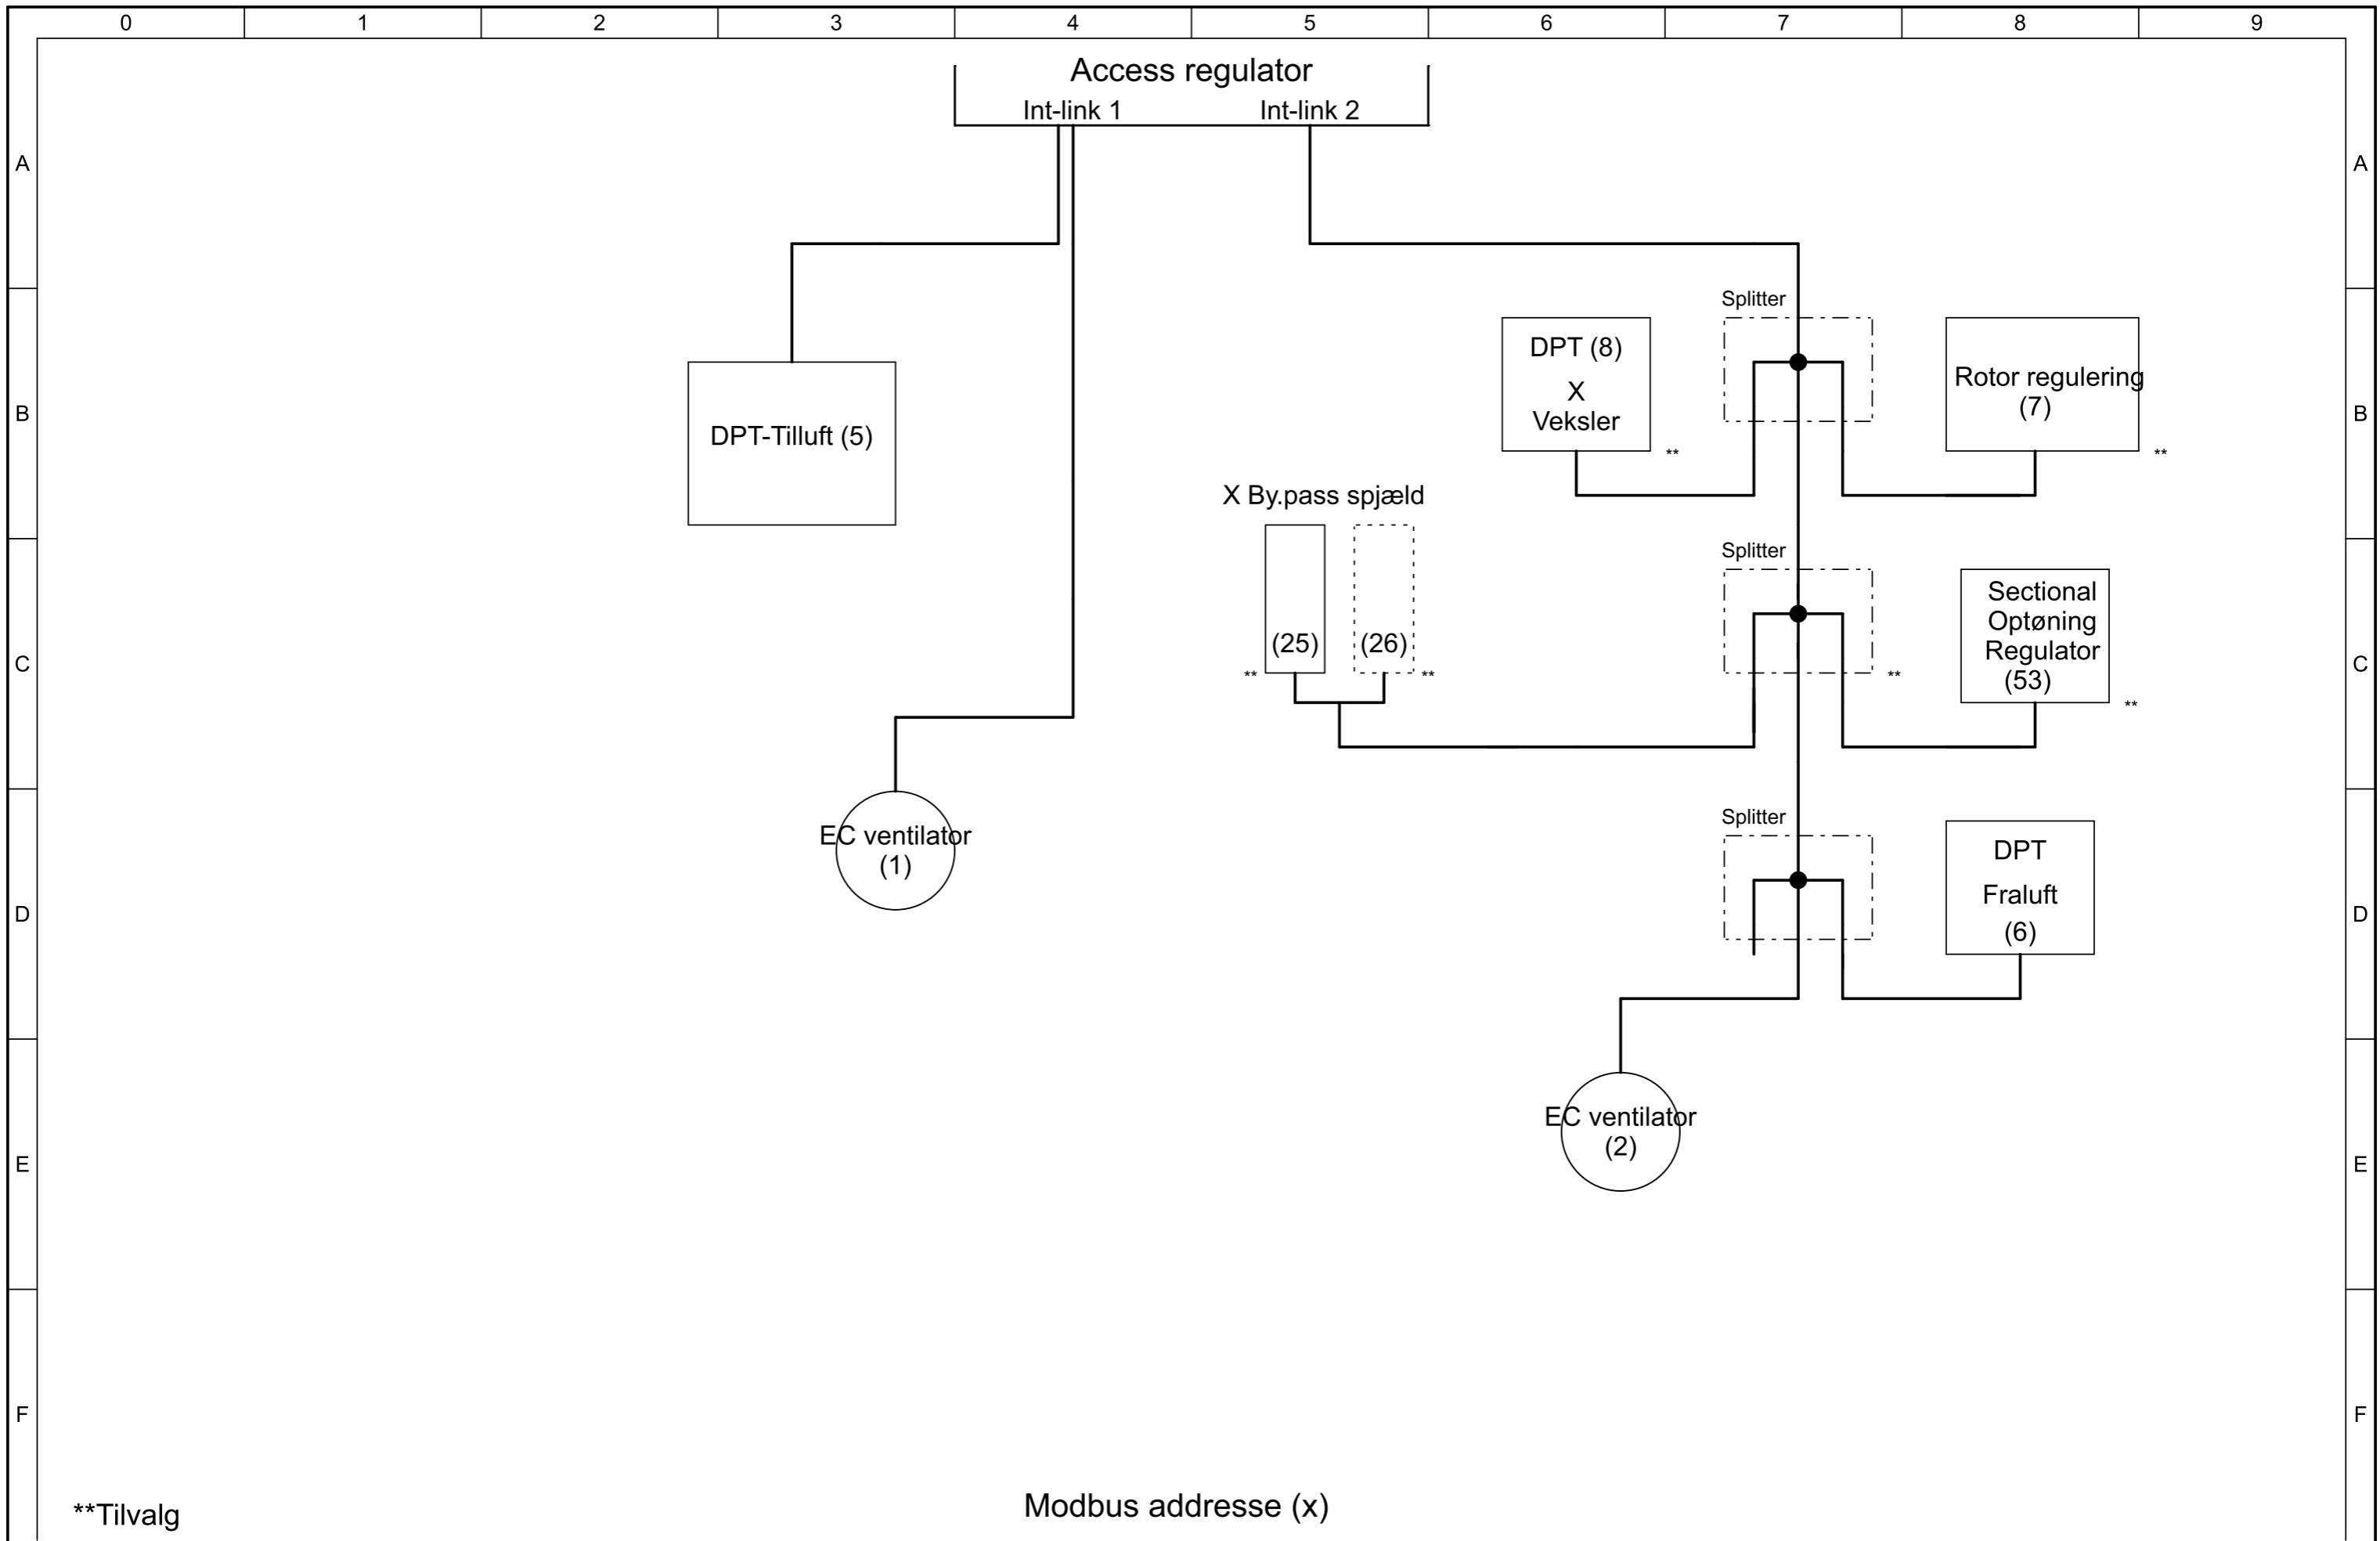 0 1 2 3 4 5 6 7 8 9
Access regulator
Int-link 1 Int-link 2
A A
Splitter
DPT (8)
X
Veksler
**
Rotor regulering
(7)
**
B B
DPT-Tilluft (5)
X By.pass spjæld
(25) (26)
** **
Splitter
**
Sectional
Optøning
Regulator
(53)
**
C C
Splitter
EC ventilator
(1)
DPT
Fraluft
(6)
D D
EC ventilator
(2)
E E
F F
**Tilvalg
Modbus addresse (x)